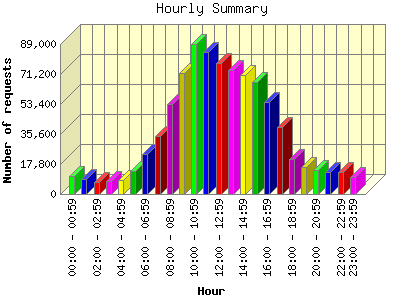 Hourly Summary
Number of requests
89,000
71,200
53,400
35,600
17,800
0
00:00 - 00:59
02:00 - 02:59
04:00 - 04:59
06:00 - 06:59
08:00 - 08:59
10:00 - 10:59
12:00 - 12:59
14:00 - 14:59
16:00 - 16:59
18:00 - 18:59
20:00 - 20:59
22:00 - 22:59
23:00 - 23:59
Hour